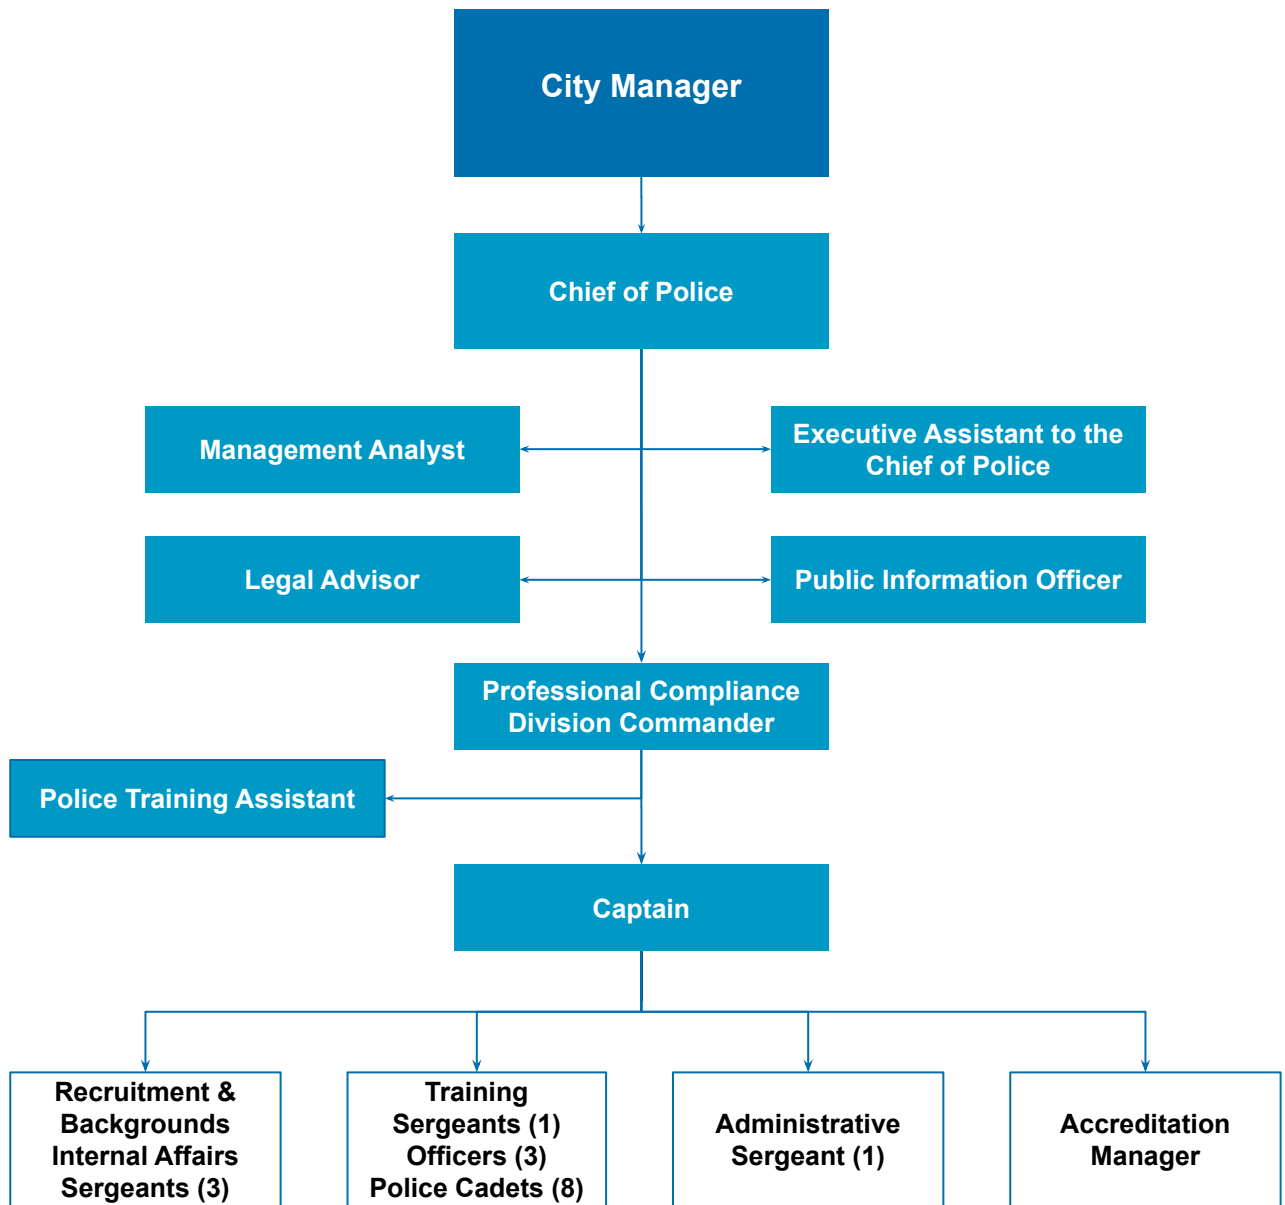 City Manager
Chief of Police
Management Analyst
Executive Assistant to the
Chief of Police
Legal Advisor
Public Information Officer
Professional Compliance
Division Commander
Police Training Assistant
Captain
Recruitment &
Backgrounds
Internal Affairs
Sergeants (3)
Training
Sergeants (1)
Officers (3)
Police Cadets (8)
Administrative
Sergeant (1)
Accreditation
Manager